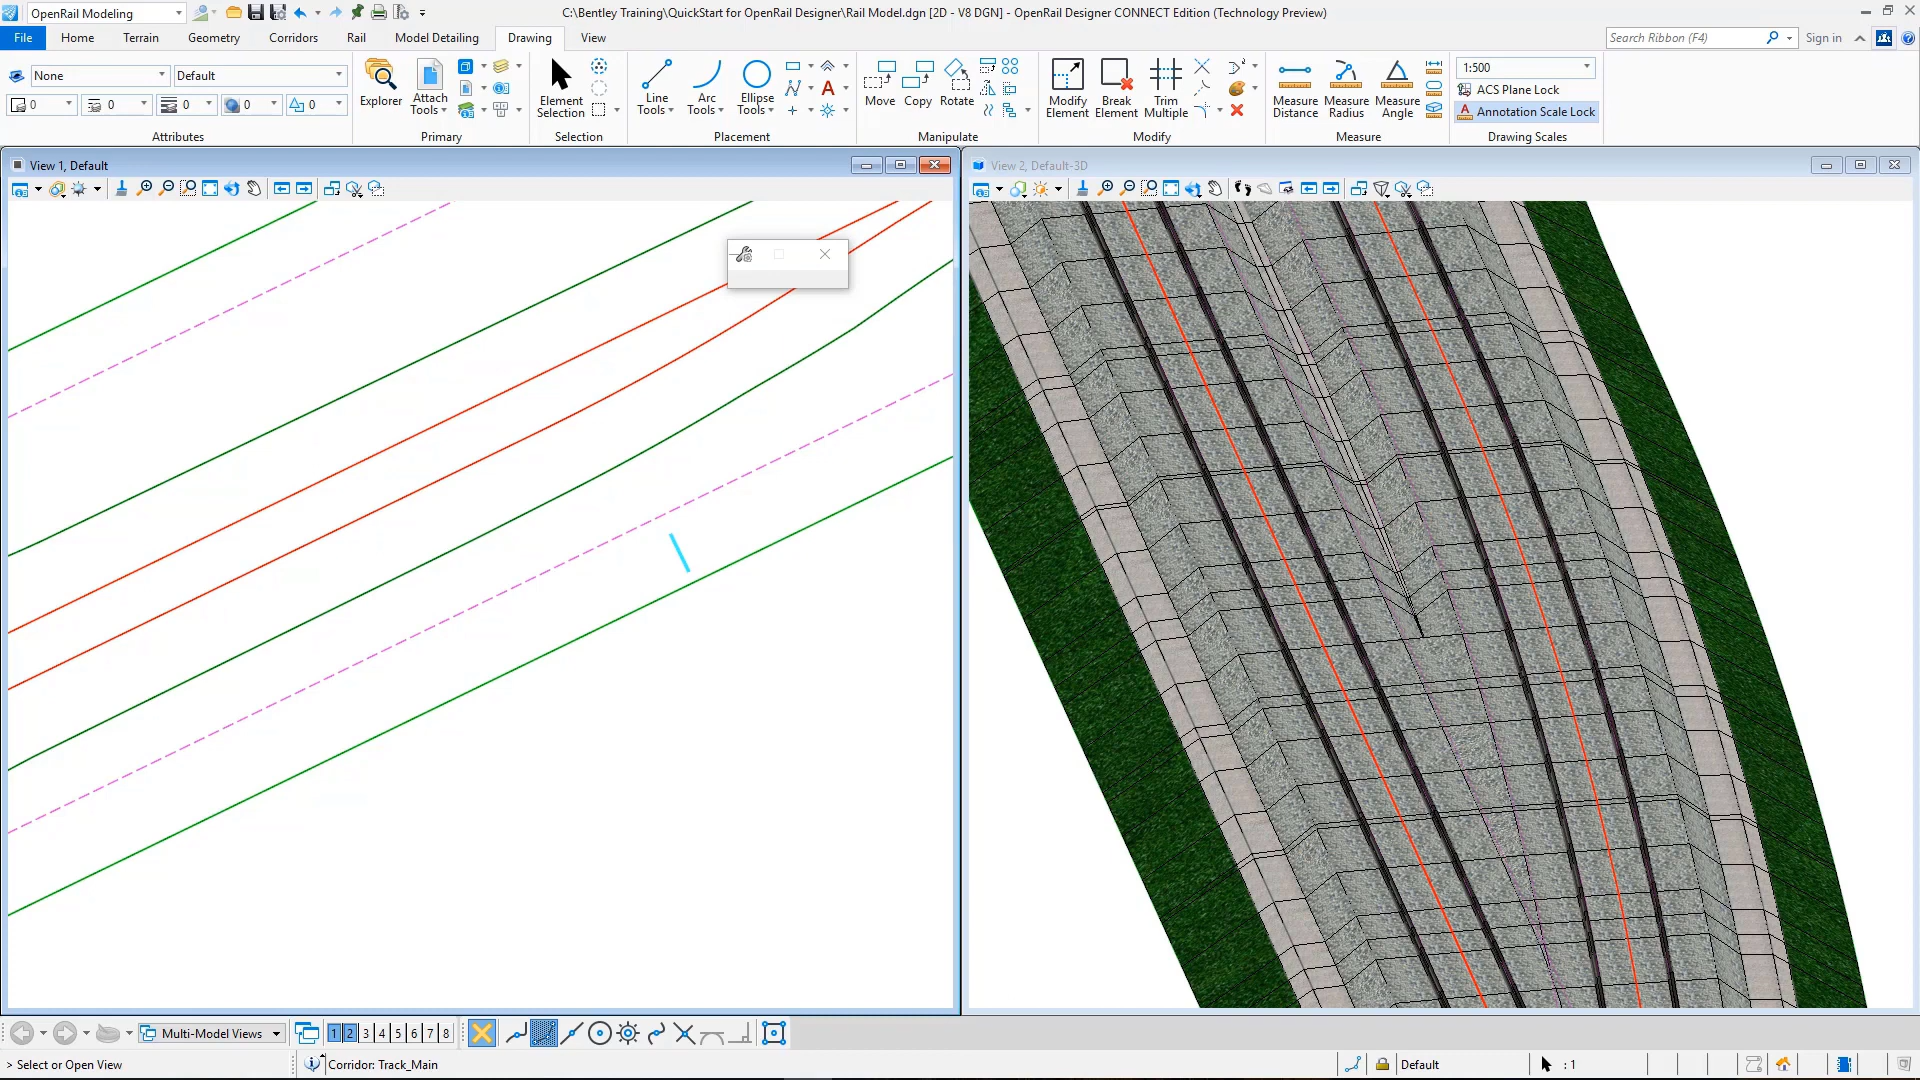 OpenRail Modeling
C:\Bentley Training\QuickStart for OpenRail Designer\Rail Model.dgn [2D - V8 DGN] - OpenRail Designer CONNECT Edition (Technology Preview)
File Home Terrain Geometry Corridors Rail Model Detailing Drawing View
Search Ribbon (F4) Sign in
None Default
0 0 0 0 0
Attributes
Explorer
Attach Tools
Primary
Element Selection
Selection
Line Tools
Arc Tools
Ellipse Tools
Placement
Move Copy Rotate
Manipulate
Modify Element
Break Element
Trim Multiple
Modify
Measure Distance
Measure Radius
Measure Angle
Measure
1:500
ACS Plane Lock
Annotation Scale Lock
Drawing Scales
View 1, Default
View 2, Default-3D
Multi-Model Views
1 2 3 4 5 6 7 8
> Select or Open View
Corridor: Track_Main
Default
: 1